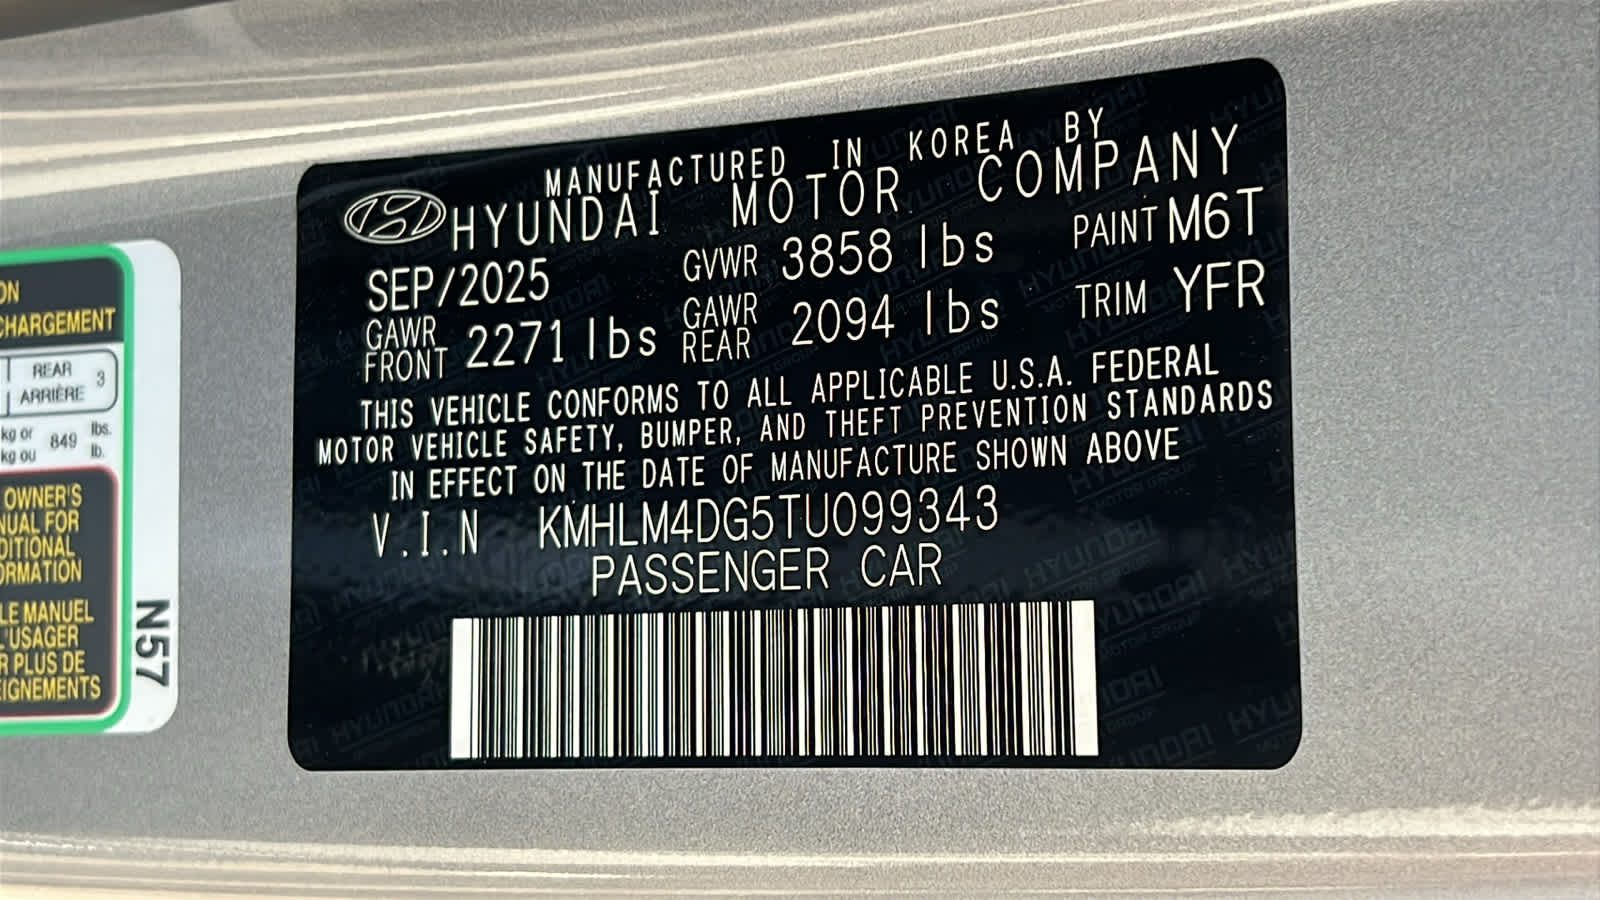 MANUFACTURED IN KOREA BY
HYUNDAI MOTOR COMPANY
SEP/2025 GVWR 3858 lbs PAINT M6T
GAWR FRONT 2271 lbs GAWR REAR 2094 lbs TRIM YFR
THIS VEHICLE CONFORMS TO ALL APPLICABLE U.S.A. FEDERAL
MOTOR VEHICLE SAFETY, BUMPER, AND THEFT PREVENTION STANDARDS
IN EFFECT ON THE DATE OF MANUFACTURE SHOWN ABOVE
V.I.N KMHLM4DG5TU099343
PASSENGER CAR
ON
CHARGEMENT
REAR 3
ARRIÈRE
kg or 849 lbs.
kg ou lb.
OWNER'S
NUAL FOR
DITIONAL
ORMATION
LE MANUEL
L'USAGER
R PLUS DE
EIGNEMENTS
N57
HYUNDAI
MOTOR GROUP